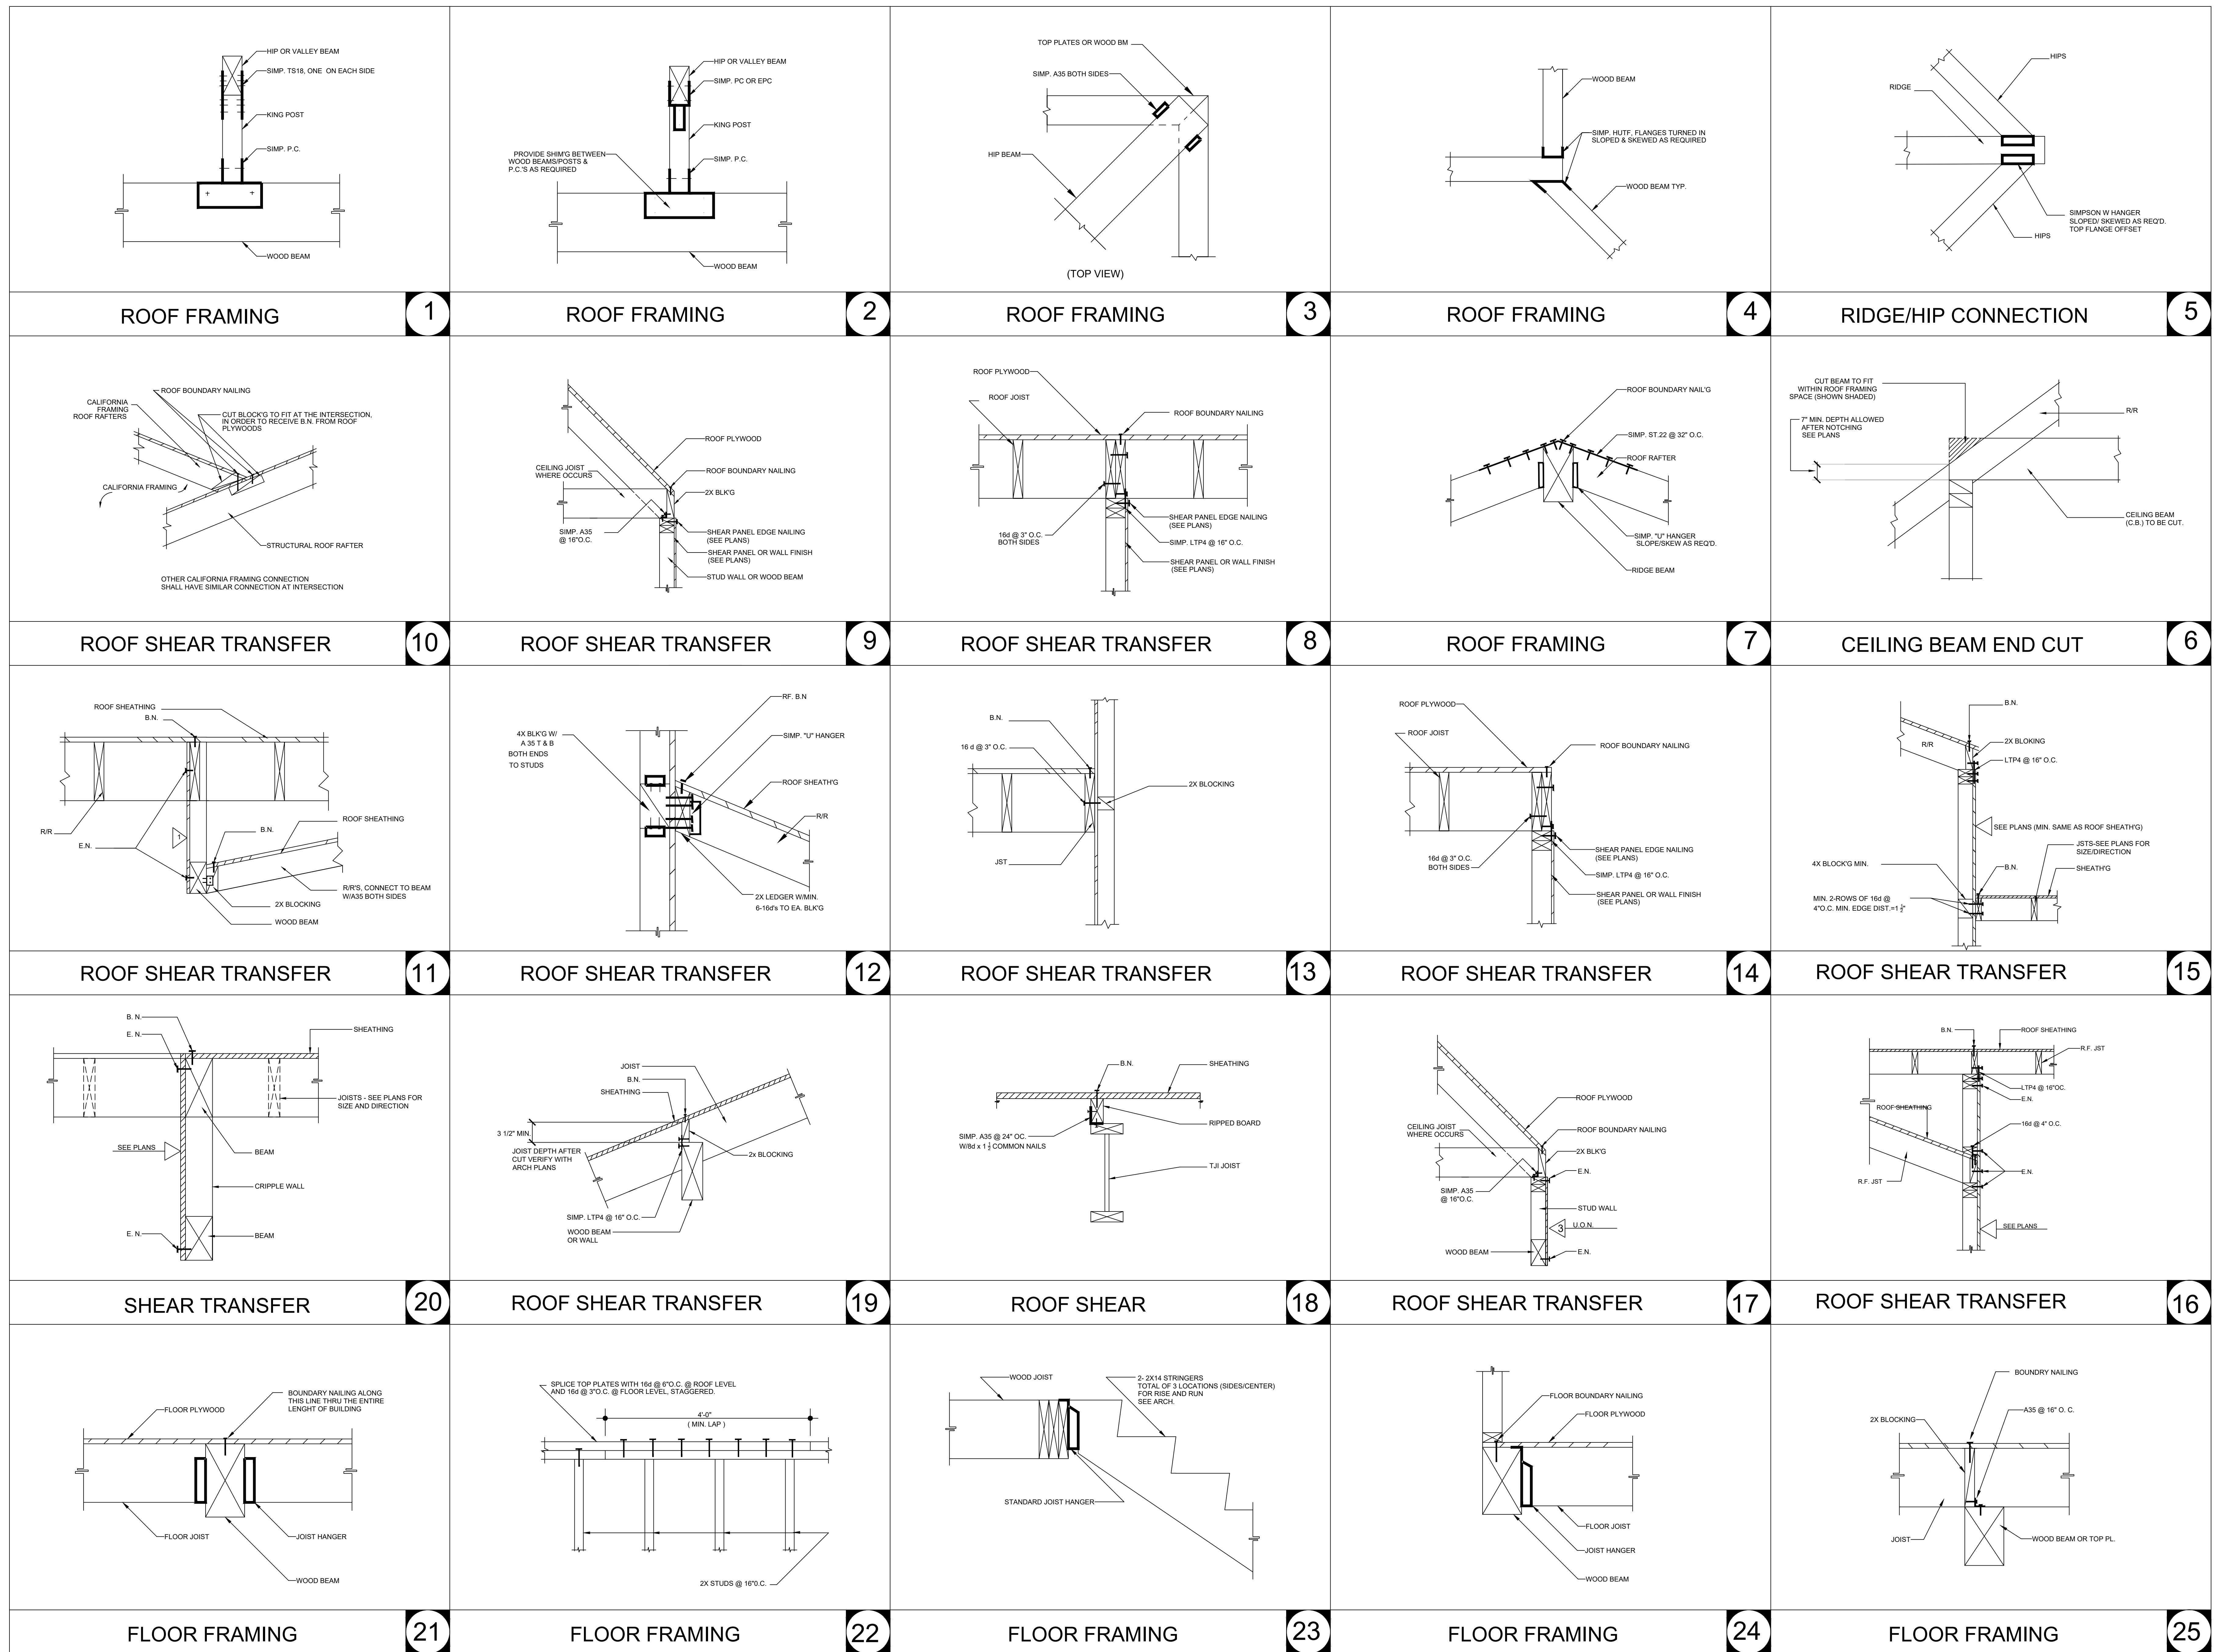 HIP OR VALLEY BEAM
SIMP. TS18, ONE ON EACH SIDE
KING POST
SIMP. P.C.
WOOD BEAM
ROOF FRAMING
1
HIP OR VALLEY BEAM
SIMP. PC OR EPC
KING POST
PROVIDE SHIM'G BETWEEN
WOOD BEAMS/POSTS &
P.C.'S AS REQUIRED
SIMP. P.C.
WOOD BEAM
ROOF FRAMING
2
TOP PLATES OR WOOD BM
SIMP. A35 BOTH SIDES
HIP BEAM
(TOP VIEW)
ROOF FRAMING
3
WOOD BEAM
SIMP. HUTF, FLANGES TURNED IN
SLOPED & SKEWED AS REQUIRED
WOOD BEAM TYP.
ROOF FRAMING
4
HIPS
RIDGE
SIMPSON W HANGER
SLOPED/ SKEWED AS REQ'D.
TOP FLANGE OFFSET
HIPS
RIDGE/HIP CONNECTION
5
ROOF BOUNDARY NAILING
CALIFORNIA
FRAMING
ROOF RAFTERS
CUT BLOCK'G TO FIT AT THE INTERSECTION,
IN ORDER TO RECEIVE B.N. FROM ROOF
PLYWOODS
CALIFORNIA FRAMING
STRUCTURAL ROOF RAFTER
OTHER CALIFORNIA FRAMING CONNECTION
SHALL HAVE SIMILAR CONNECTION AT INTERSECTION
ROOF SHEAR TRANSFER
10
ROOF PLYWOOD
CEILING JOIST
WHERE OCCURS
ROOF BOUNDARY NAILING
2X BLK'G
SIMP. A35
@ 16"O.C.
SHEAR PANEL EDGE NAILING
(SEE PLANS)
SHEAR PANEL OR WALL FINISH
(SEE PLANS)
STUD WALL OR WOOD BEAM
ROOF SHEAR TRANSFER
9
ROOF PLYWOOD
ROOF JOIST
ROOF BOUNDARY NAILING
16d @ 3" O.C.
BOTH SIDES
SHEAR PANEL EDGE NAILING
(SEE PLANS)
SIMP. LTP4 @ 16" O.C.
SHEAR PANEL OR WALL FINISH
(SEE PLANS)
ROOF SHEAR TRANSFER
8
ROOF BOUNDARY NAIL'G
SIMP. ST.22 @ 32" O.C.
ROOF RAFTER
SIMP. "U" HANGER
SLOPE/SKEW AS REQ'D.
RIDGE BEAM
ROOF FRAMING
7
CUT BEAM TO FIT
WITHIN ROOF FRAMING
SPACE (SHOWN SHADED)
7" MIN. DEPTH ALLOWED
AFTER NOTCHING
SEE PLANS
R/R
CEILING BEAM
(C.B.) TO BE CUT.
CEILING BEAM END CUT
6
ROOF SHEATHING
B.N.
R/R
E.N.
1
B.N.
ROOF SHEATHING
R/R'S, CONNECT TO BEAM
W/A35 BOTH SIDES
2X BLOCKING
WOOD BEAM
ROOF SHEAR TRANSFER
11
RF. B.N
4X BLK'G W/
A 35 T & B
BOTH ENDS
TO STUDS
SIMP. "U" HANGER
ROOF SHEATH'G
R/R
2X LEDGER W/MIN.
6-16d's TO EA. BLK'G
ROOF SHEAR TRANSFER
12
B.N.
16 d @ 3" O.C.
2X BLOCKING
JST
ROOF SHEAR TRANSFER
13
ROOF PLYWOOD
ROOF JOIST
ROOF BOUNDARY NAILING
16d @ 3" O.C.
BOTH SIDES
SHEAR PANEL EDGE NAILING
(SEE PLANS)
SIMP. LTP4 @ 16" O.C.
SHEAR PANEL OR WALL FINISH
(SEE PLANS)
ROOF SHEAR TRANSFER
14
B.N.
R/R
2X BLOKING
LTP4 @ 16" O.C.
SEE PLANS (MIN. SAME AS ROOF SHEATH'G)
JSTS-SEE PLANS FOR
SIZE/DIRECTION
4X BLOCK'G MIN.
B.N.
SHEATH'G
MIN. 2-ROWS OF 16d @
4"O.C. MIN. EDGE DIST.=1 1/2"
ROOF SHEAR TRANSFER
15
B. N.
E. N.
SHEATHING
JOISTS - SEE PLANS FOR
SIZE AND DIRECTION
SEE PLANS
BEAM
CRIPPLE WALL
E. N.
BEAM
SHEAR TRANSFER
20
JOIST
B.N.
SHEATHING
3 1/2" MIN.
JOIST DEPTH AFTER
CUT VERIFY WITH
ARCH PLANS
2x BLOCKING
SIMP. LTP4 @ 16" O.C.
WOOD BEAM
OR WALL
ROOF SHEAR TRANSFER
19
B.N.
SHEATHING
RIPPED BOARD
SIMP. A35 @ 24" OC.
W/8d x 1 1/2 COMMON NAILS
TJI JOIST
ROOF SHEAR
18
ROOF PLYWOOD
CEILING JOIST
WHERE OCCURS
ROOF BOUNDARY NAILING
2X BLK'G
E.N.
SIMP. A35
@ 16"O.C.
STUD WALL
3
U.O.N.
WOOD BEAM
E.N.
ROOF SHEAR TRANSFER
17
B.N.
ROOF SHEATHING
R.F. JST
LTP4 @ 16"OC.
E.N.
ROOF SHEATHING
16d @ 4" O.C.
E.N.
R.F. JST
SEE PLANS
ROOF SHEAR TRANSFER
16
FLOOR PLYWOOD
BOUNDARY NAILING ALONG
THIS LINE THRU THE ENTIRE
LENGHT OF BUILDING
FLOOR JOIST
JOIST HANGER
WOOD BEAM
FLOOR FRAMING
21
SPLICE TOP PLATES WITH 16d @ 6"O.C. @ ROOF LEVEL
AND 16d @ 3"O.C. @ FLOOR LEVEL, STAGGERED.
4'-0"
( MIN. LAP )
2X STUDS @ 16"O.C.
FLOOR FRAMING
22
WOOD JOIST
2- 2X14 STRINGERS
TOTAL OF 3 LOCATIONS (SIDES/CENTER)
FOR RISE AND RUN
SEE ARCH.
STANDARD JOIST HANGER
FLOOR FRAMING
23
FLOOR BOUNDARY NAILING
FLOOR PLYWOOD
FLOOR JOIST
JOIST HANGER
WOOD BEAM
FLOOR FRAMING
24
BOUNDRY NAILING
2X BLOCKING
A35 @ 16" O. C.
JOIST
WOOD BEAM OR TOP PL.
FLOOR FRAMING
25